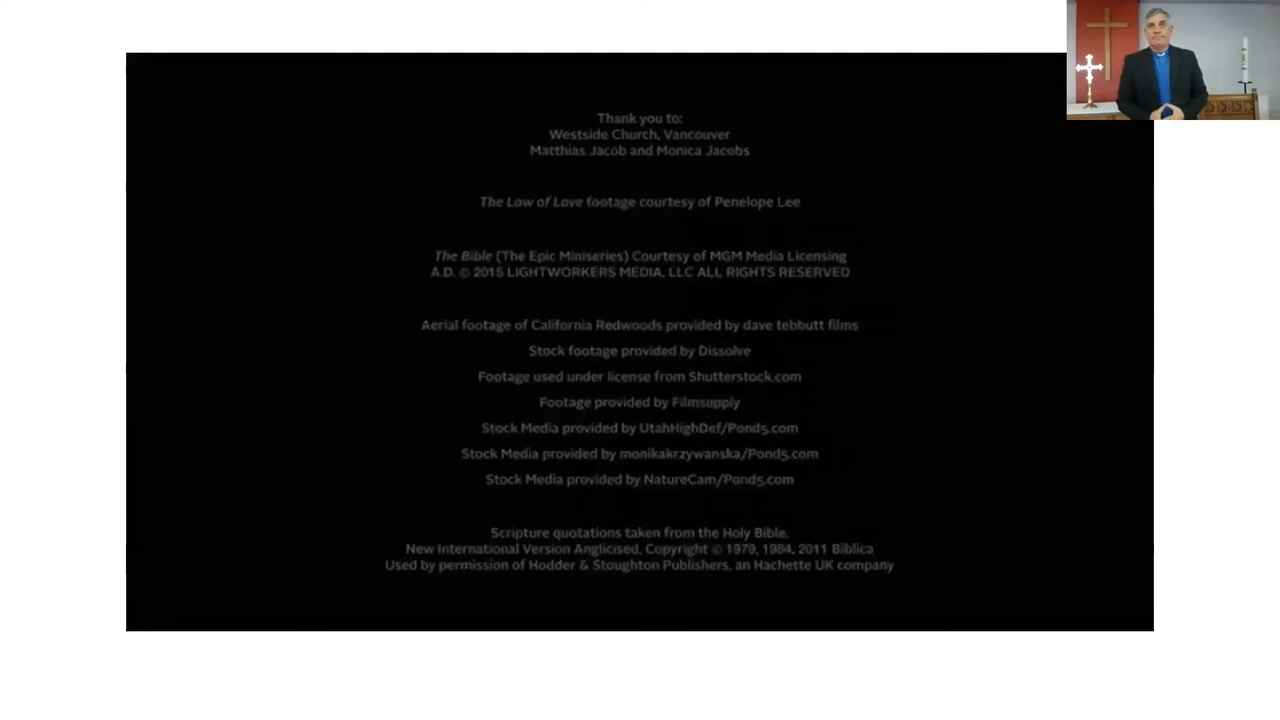 Thank you to:
Westside Church, Vancouver
Matthias Jacob and Monica Jacobs
The Law of Love footage courtesy of Penelope Lee
The Bible (The Epic Miniseries) Courtesy of MGM Media Licensing
A.D. © 2015 LIGHTWORKERS MEDIA, LLC ALL RIGHTS RESERVED
Aerial footage of California Redwoods provided by dave tebbutt films
Stock footage provided by Dissolve
Footage used under license from Shutterstock.com
Footage provided by Filmsupply
Stock Media provided by UtahHighDef/Pond5.com
Stock Media provided by monikakrzywanska/Pond5.com
Stock Media provided by NatureCam/Pond5.com
Scripture quotations taken from the Holy Bible,
New International Version Anglicised, Copyright © 1979, 1984, 2011 Biblica
Used by permission of Hodder & Stoughton Publishers, an Hachette UK company